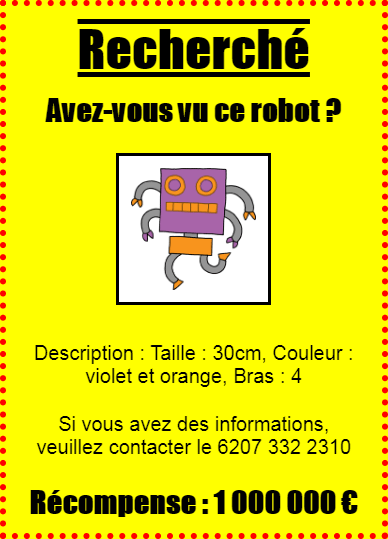 Recherché
Avez-vous vu ce robot ?
Description : Taille : 30cm, Couleur :
violet et orange, Bras : 4
Si vous avez des informations,
veuillez contacter le 6207 332 2310
Récompense : 1 000 000 €